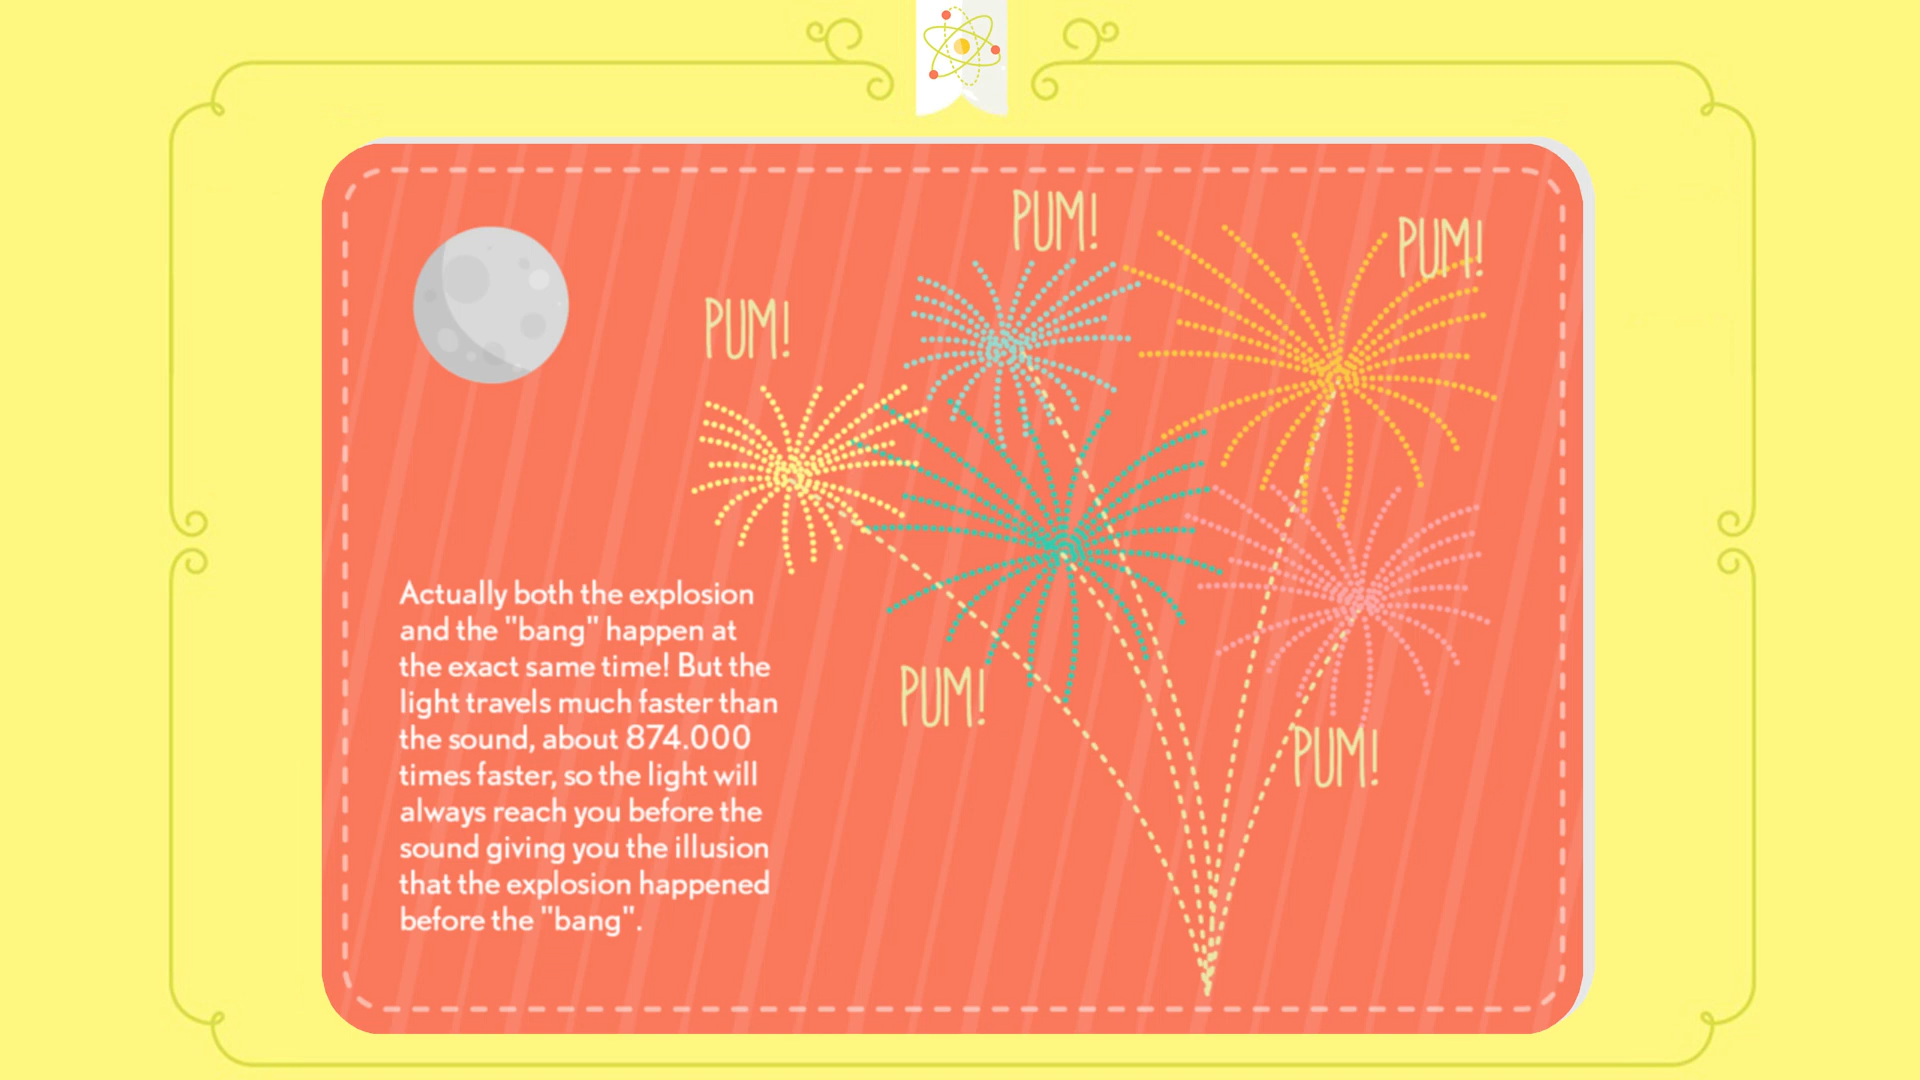 PUM!
PUM!
PUM!
Actually both the explosion
and the "bang" happen at
the exact same time! But the
light travels much faster than
the sound, about 874.000
times faster, so the light will
always reach you before the
sound giving you the illusion
that the explosion happened
before the "bang".
PUM!
PUM!